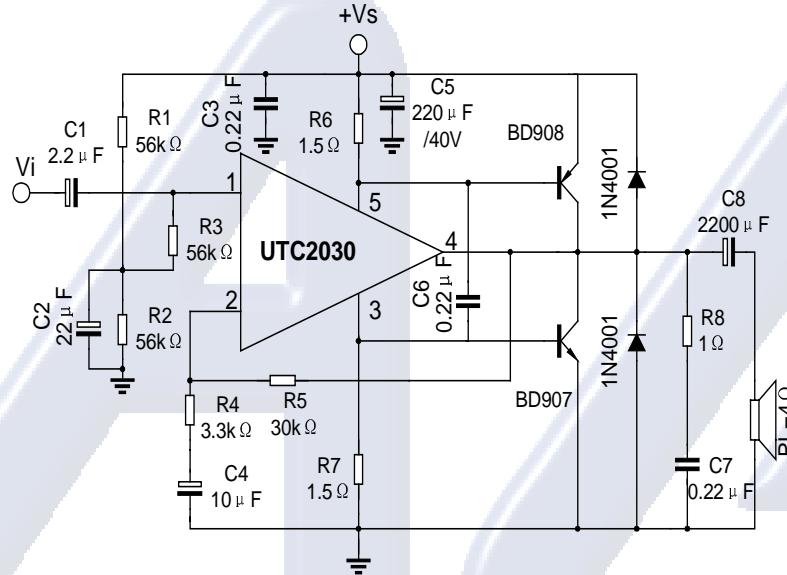 +Vs
C1
2.2μF
Vi
R1
56kΩ
C3
0.22μF
R6
1.5Ω
C5
220μF
/40V
BD908
1N4001
1
5
R3
56kΩ
UTC2030
4
C8
2200μF
C2
22μF
R2
56kΩ
2
3
C6
0.22μF
R8
1Ω
R4
3.3kΩ
R5
30kΩ
BD907
1N4001
RL=4Ω
C4
10μF
R7
1.5Ω
C7
0.22μF